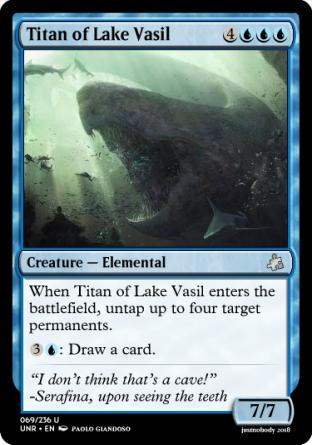 Titan of Lake Vasil 4
Creature — Elemental
When Titan of Lake Vasil enters the
battlefield, untap up to four target
permanents.
3 : Draw a card.
“I don’t think that’s a cave!”
-Serafina, upon seeing the teeth
7/7
069/236 U
UNR • EN PAOLO GIANDOSO
justnobody 2018